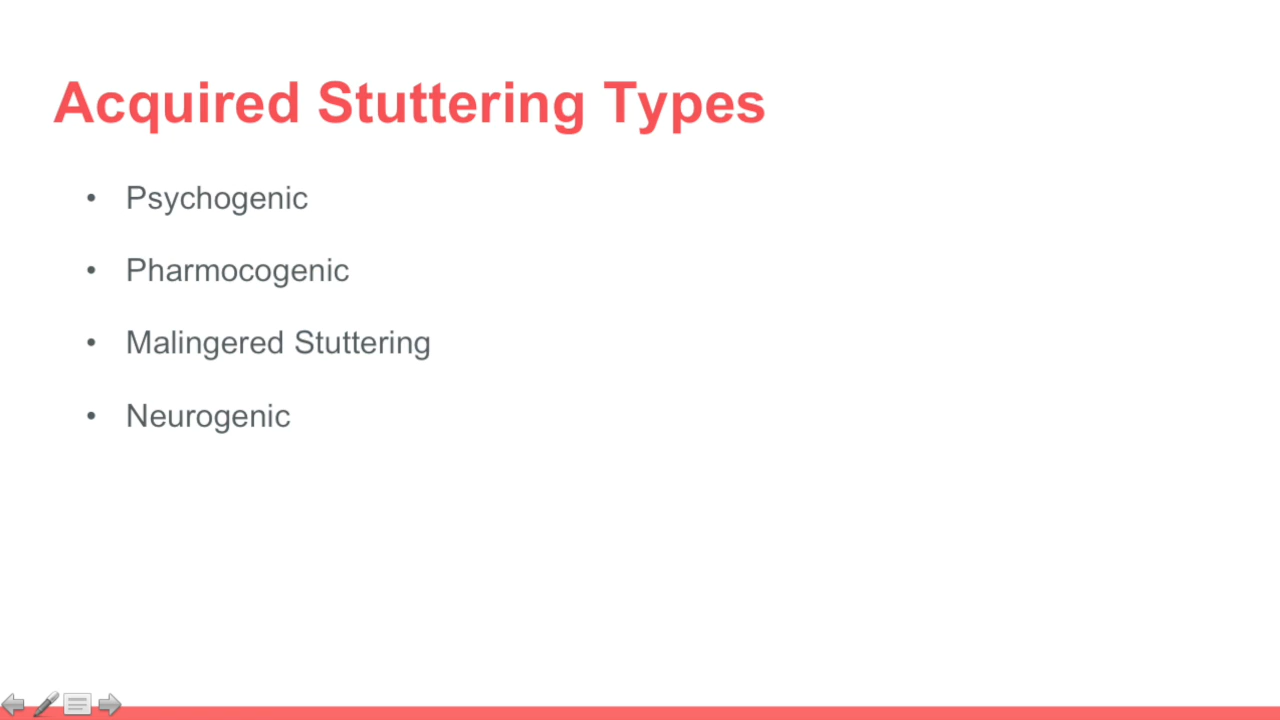 Acquired Stuttering Types
• Psychogenic
• Pharmocogenic
• Malingered Stuttering
• Neurogenic